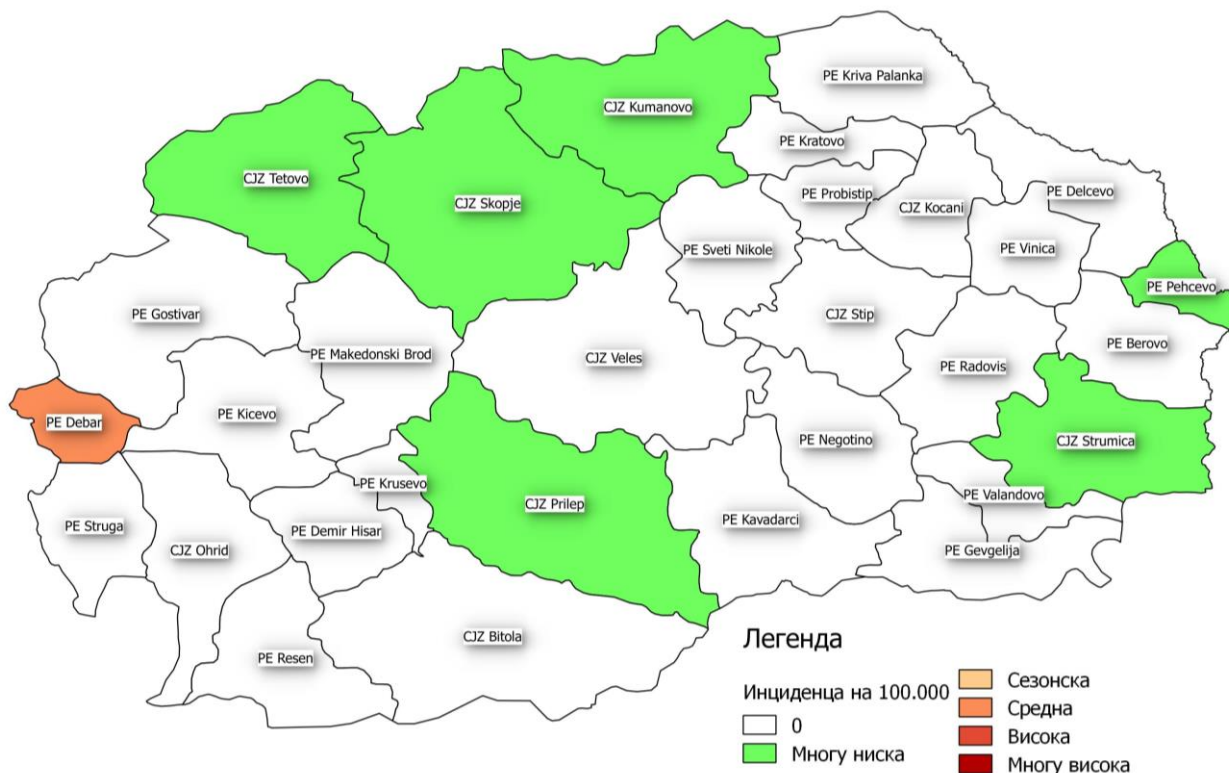 PE Kriva Palanka
CJZ Kumanovo
PE Kratovo
CJZ Tetovo
CJZ Skopje
PE Probistip
PE Delcevo
CJZ Kocani
PE Sveti Nikole
PE Vinica
PE Pehcevo
PE Gostivar
CJZ Stip
PE Berovo
PE Makedonski Brod
CJZ Veles
PE Radovis
PE Debar
PE Kicevo
PE Negotino
CJZ Strumica
PE Krusevo
CJZ Prilep
PE Valandovo
PE Struga
PE Demir Hisar
PE Kavadarci
CJZ Ohrid
PE Gevgelija
CJZ Bitola
PE Resen
Легенда
Инциденца на 100.000
0
Многу ниска
Сезонска
Средна
Висока
Многу висока